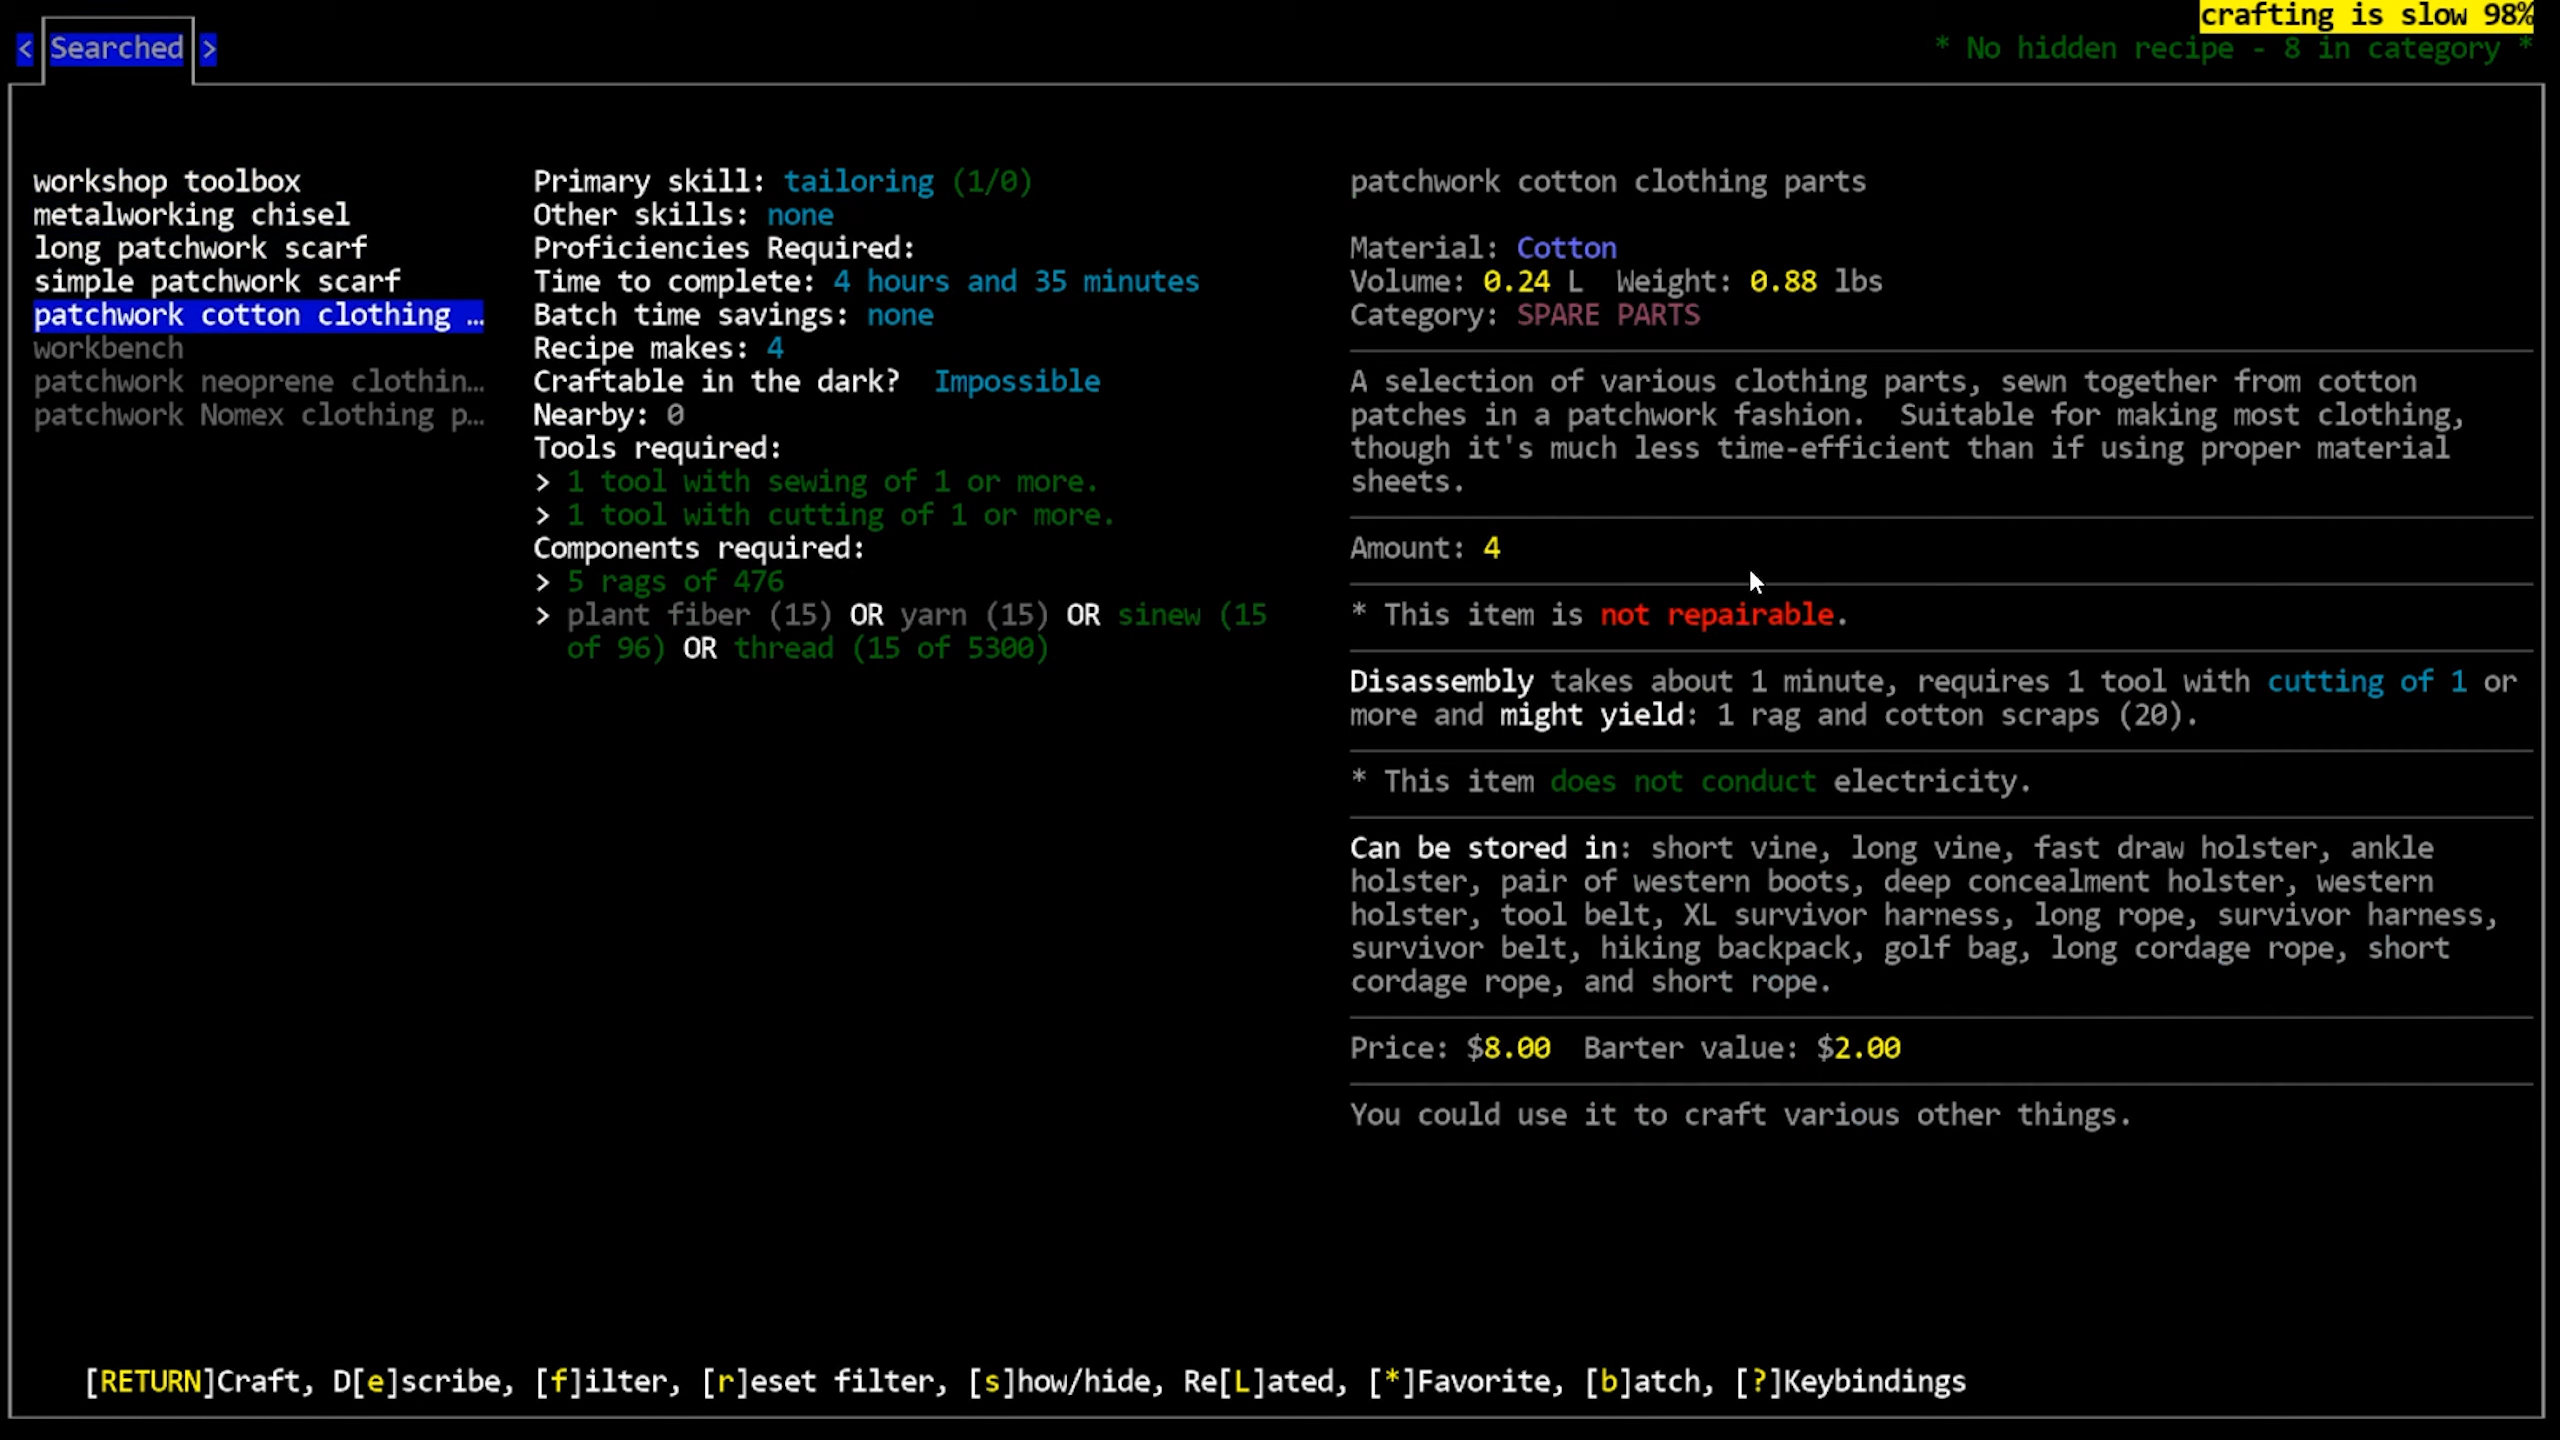 crafting is slow 98%
< Searched >
* No hidden recipe - 8 in category *
workshop toolbox
metalworking chisel
long patchwork scarf
simple patchwork scarf
patchwork cotton clothing …
workbench
patchwork neoprene clothin…
patchwork Nomex clothing p…
Primary skill: tailoring (1/0)
Other skills: none
Proficiencies Required:
Time to complete: 4 hours and 35 minutes
Batch time savings: none
Recipe makes: 4
Craftable in the dark? Impossible
Nearby: 0
Tools required:
> 1 tool with sewing of 1 or more.
> 1 tool with cutting of 1 or more.
Components required:
> 5 rags of 476
> plant fiber (15) OR yarn (15) OR sinew (15
of 96) OR thread (15 of 5300)
patchwork cotton clothing parts
Material: Cotton
Volume: 0.24 L Weight: 0.88 lbs
Category: SPARE PARTS
A selection of various clothing parts, sewn together from cotton
patches in a patchwork fashion. Suitable for making most clothing,
though it's much less time-efficient than if using proper material
sheets.
Amount: 4
* This item is not repairable.
Disassembly takes about 1 minute, requires 1 tool with cutting of 1 or
more and might yield: 1 rag and cotton scraps (20).
* This item does not conduct electricity.
Can be stored in: short vine, long vine, fast draw holster, ankle
holster, pair of western boots, deep concealment holster, western
holster, tool belt, XL survivor harness, long rope, survivor harness,
survivor belt, hiking backpack, golf bag, long cordage rope, short
cordage rope, and short rope.
Price: $8.00 Barter value: $2.00
You could use it to craft various other things.
[RETURN]Craft, D[e]scribe, [f]ilter, [r]eset filter, [s]how/hide, Re[L]ated, [*]Favorite, [b]atch, [?]Keybindings